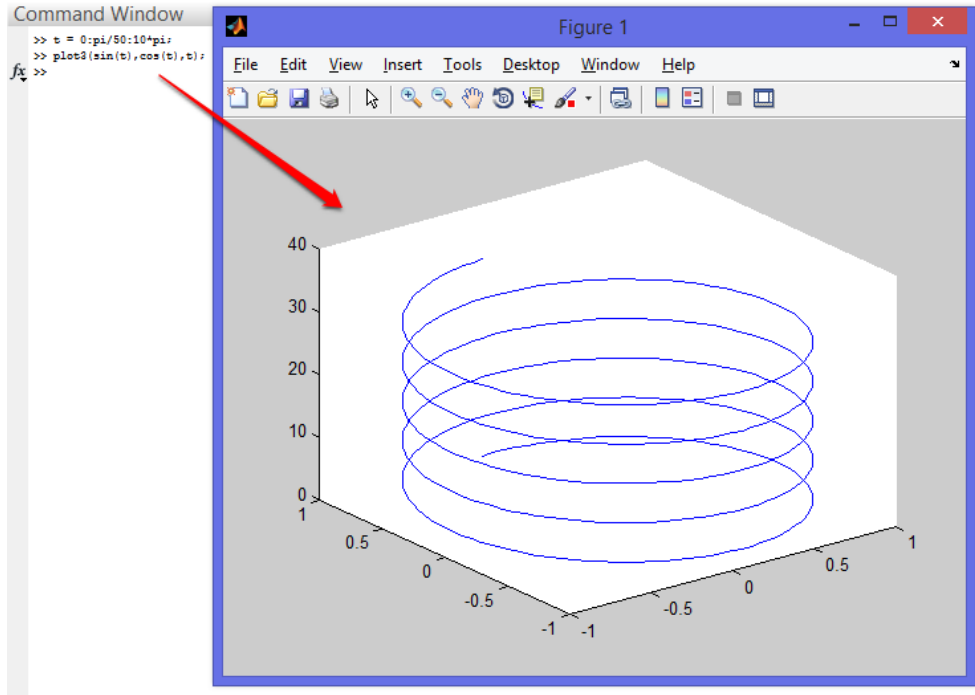 Command Window
>> t = 0:pi/50:10*pi;
>> plot3(sin(t),cos(t),t);
fx >>
Figure 1
File Edit View Insert Tools Desktop Window Help
40
30
20
10
0
1
0.5
0
-0.5
-1
-1
-0.5
0
0.5
1